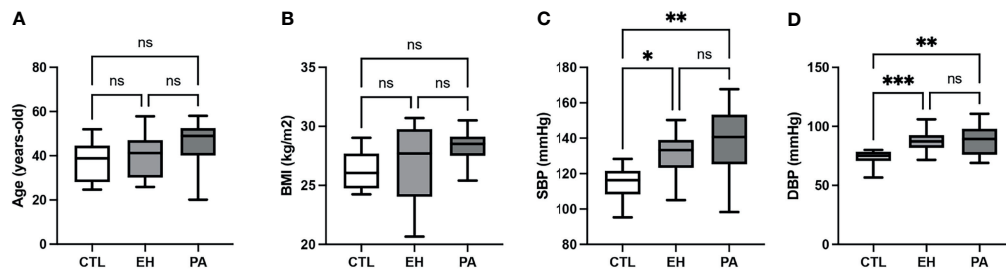 A
ns
ns
ns
Age (years-old)
80
60
40
20
0
CTL
EH
PA
B
ns
ns
ns
BMI (kg/m2)
35
30
25
20
CTL
EH
PA
C
**
*
ns
SBP (mmHg)
180
160
140
120
100
80
CTL
EH
PA
D
**
***
ns
DBP (mmHg)
150
100
50
0
CTL
EH
PA